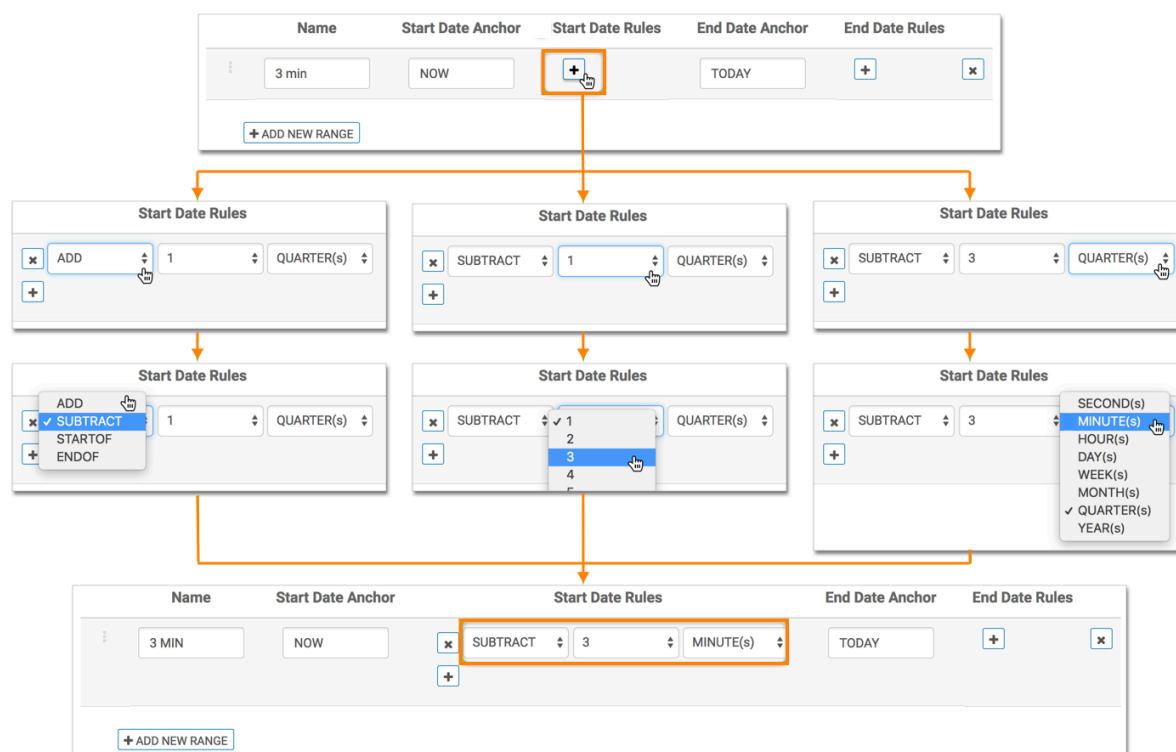 Name Start Date Anchor Start Date Rules End Date Anchor End Date Rules
3 min NOW TODAY
ADD NEW RANGE
Start Date Rules
ADD 1 QUARTER(s)
Start Date Rules
SUBTRACT 1 QUARTER(s)
Start Date Rules
SUBTRACT 3 QUARTER(s)
Start Date Rules
ADD
SUBTRACT 1 QUARTER(s)
STARTOF
ENDOF
Start Date Rules
SUBTRACT 1 QUARTER(s)
2
3
4
Start Date Rules
SECOND(s)
SUBTRACT 3 MINUTE(s)
HOUR(s)
DAY(s)
WEEK(s)
MONTH(s)
QUARTER(s)
YEAR(s)
Name Start Date Anchor Start Date Rules End Date Anchor End Date Rules
3 MIN NOW SUBTRACT 3 MINUTE(s) TODAY
ADD NEW RANGE